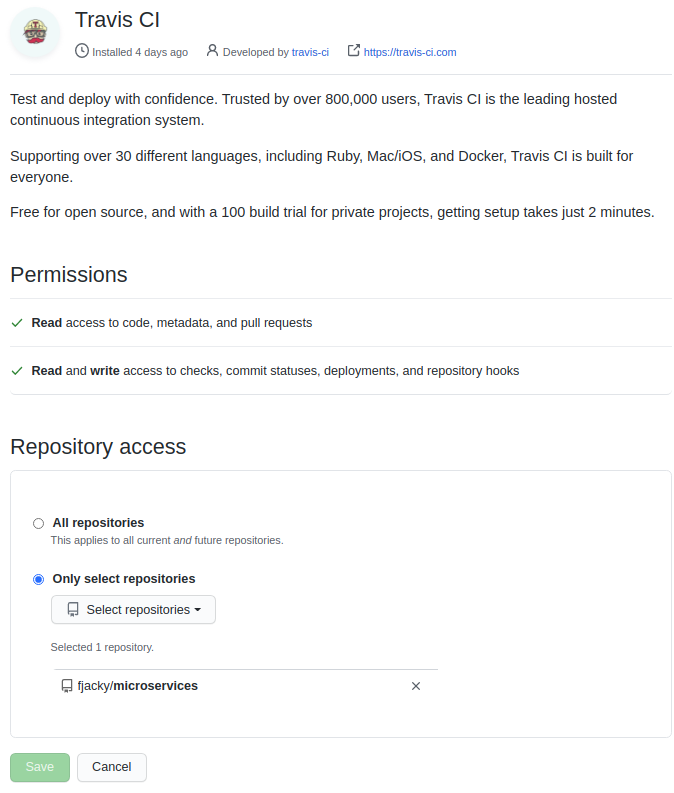 Travis CI
Installed 4 days ago Developed by travis-ci https://travis-ci.com
Test and deploy with confidence. Trusted by over 800,000 users, Travis CI is the leading hosted
continuous integration system.
Supporting over 30 different languages, including Ruby, Mac/iOS, and Docker, Travis CI is built for
everyone.
Free for open source, and with a 100 build trial for private projects, getting setup takes just 2 minutes.
Permissions
Read access to code, metadata, and pull requests
Read and write access to checks, commit statuses, deployments, and repository hooks
Repository access
All repositories
This applies to all current and future repositories.
Only select repositories
Select repositories
Selected 1 repository.
fjacky/microservices
Save Cancel